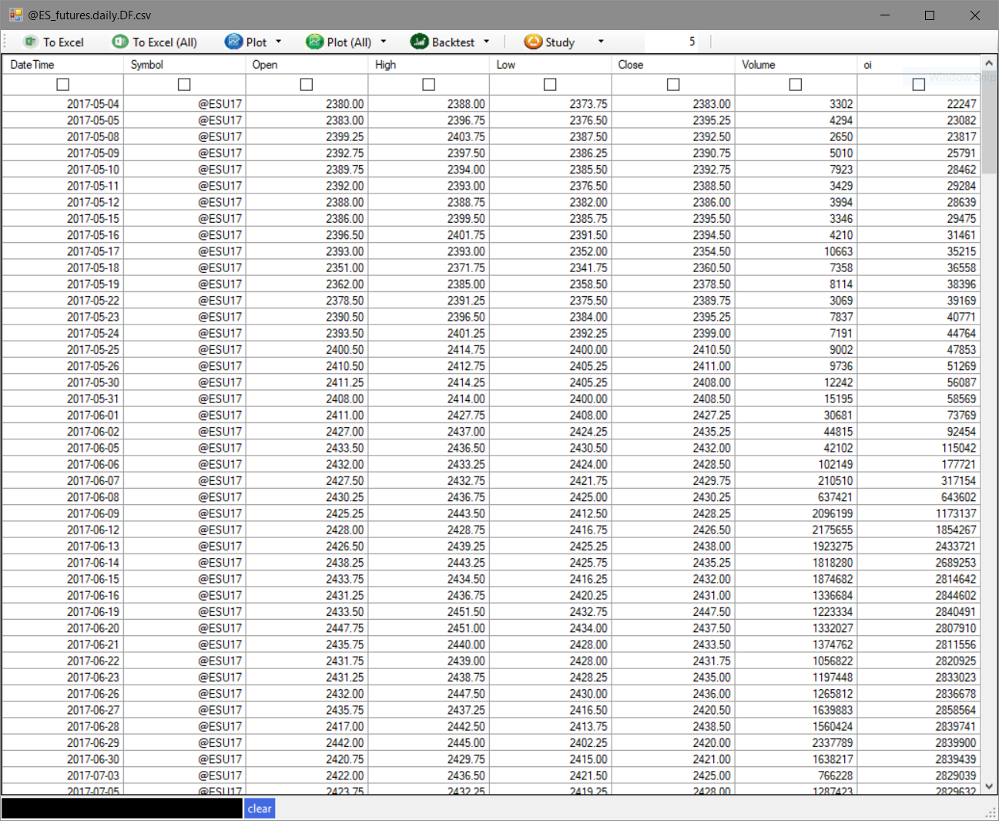 @ES_futures.daily.DF.csv
To Excel To Excel (All) Plot Plot (All) Backtest Study 5
DateTime Symbol Open High Low Close Volume oi
Window Snip
2017-05-04 @ESU17 2380.00 2388.00 2373.75 2383.00 3302 22247
2017-05-05 @ESU17 2383.00 2396.75 2376.50 2395.25 4294 23082
2017-05-08 @ESU17 2399.25 2403.75 2387.50 2392.50 2650 23817
2017-05-09 @ESU17 2392.75 2397.50 2386.25 2390.75 5010 25791
2017-05-10 @ESU17 2389.75 2394.00 2385.50 2392.75 7923 28462
2017-05-11 @ESU17 2392.00 2393.00 2376.50 2388.50 3429 29284
2017-05-12 @ESU17 2388.00 2388.75 2382.00 2386.00 3994 28639
2017-05-15 @ESU17 2386.00 2399.50 2385.75 2395.50 3346 29475
2017-05-16 @ESU17 2396.50 2401.75 2391.50 2394.50 4210 31461
2017-05-17 @ESU17 2393.00 2393.00 2352.00 2354.50 10663 35215
2017-05-18 @ESU17 2351.00 2371.75 2341.75 2360.50 7358 36558
2017-05-19 @ESU17 2362.00 2385.00 2358.50 2378.50 8114 38396
2017-05-22 @ESU17 2378.50 2391.25 2375.50 2389.75 3069 39169
2017-05-23 @ESU17 2390.50 2396.50 2384.00 2395.25 7837 40771
2017-05-24 @ESU17 2393.50 2401.25 2392.25 2399.00 7191 44764
2017-05-25 @ESU17 2400.50 2414.75 2400.00 2410.50 9002 47853
2017-05-26 @ESU17 2410.50 2412.75 2405.25 2411.00 9736 51269
2017-05-30 @ESU17 2411.25 2414.25 2405.25 2408.00 12242 56087
2017-05-31 @ESU17 2408.00 2414.00 2400.00 2408.50 15195 58569
2017-06-01 @ESU17 2411.00 2427.75 2408.00 2427.25 30681 73769
2017-06-02 @ESU17 2427.00 2437.00 2424.25 2435.25 44815 92454
2017-06-05 @ESU17 2433.50 2436.50 2430.50 2432.00 42102 115042
2017-06-06 @ESU17 2432.00 2433.25 2424.00 2428.50 102149 177721
2017-06-07 @ESU17 2427.50 2432.75 2421.75 2429.75 210510 317154
2017-06-08 @ESU17 2430.25 2436.75 2425.00 2430.25 637421 643602
2017-06-09 @ESU17 2425.25 2443.50 2412.50 2428.25 2096199 1173137
2017-06-12 @ESU17 2428.00 2428.75 2416.75 2426.50 2175655 1854267
2017-06-13 @ESU17 2426.50 2439.25 2425.25 2438.00 1923275 2433721
2017-06-14 @ESU17 2438.25 2443.25 2425.75 2435.25 1818280 2689253
2017-06-15 @ESU17 2433.75 2434.50 2416.25 2432.00 1874682 2814642
2017-06-16 @ESU17 2431.25 2436.75 2420.25 2431.00 1336684 2844602
2017-06-19 @ESU17 2433.50 2451.50 2432.75 2447.50 1223334 2840491
2017-06-20 @ESU17 2447.75 2451.00 2434.00 2437.50 1332027 2807910
2017-06-21 @ESU17 2435.75 2440.00 2428.00 2433.50 1374762 2811556
2017-06-22 @ESU17 2431.75 2439.00 2428.00 2431.75 1056822 2820925
2017-06-23 @ESU17 2431.25 2438.75 2428.25 2435.00 1197448 2833023
2017-06-26 @ESU17 2432.00 2447.50 2430.00 2436.00 1265812 2836678
2017-06-27 @ESU17 2435.75 2437.25 2416.50 2420.50 1639883 2858564
2017-06-28 @ESU17 2417.00 2442.50 2413.75 2438.50 1560424 2839741
2017-06-29 @ESU17 2442.00 2445.00 2402.25 2420.00 2337789 2839900
2017-06-30 @ESU17 2420.75 2429.75 2415.00 2421.00 1638217 2839439
2017-07-03 @ESU17 2422.00 2436.50 2421.50 2425.00 766228 2829039
2017-07-05 @ESU17 2423.75 2432.25 2419.25 2428.00 1287423 2829632
clear